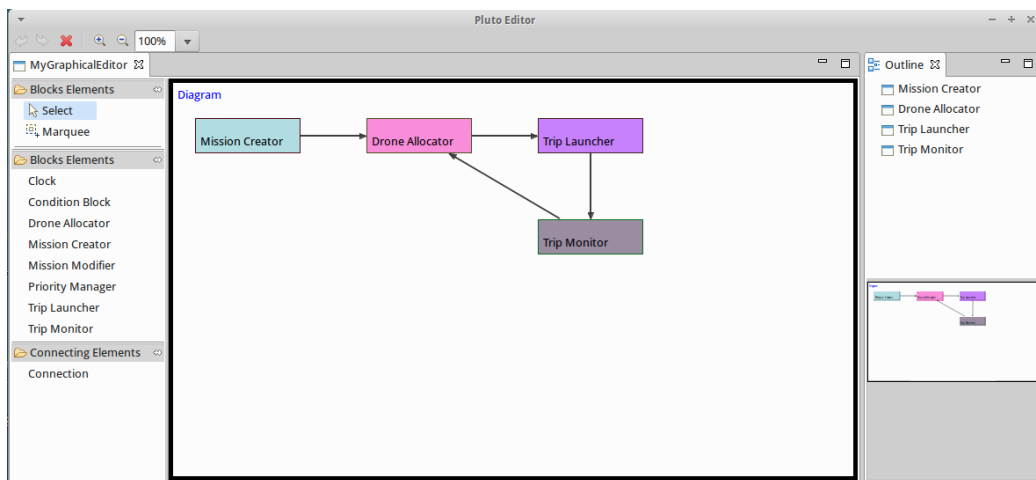 Pluto Editor
100%
MyGraphicalEditor
Blocks Elements
Select
Marquee
Blocks Elements
Clock
Condition Block
Drone Allocator
Mission Creator
Mission Modifier
Priority Manager
Trip Launcher
Trip Monitor
Connecting Elements
Connection
Diagram
Mission Creator
Drone Allocator
Trip Launcher
Trip Monitor
Outline
Mission Creator
Drone Allocator
Trip Launcher
Trip Monitor